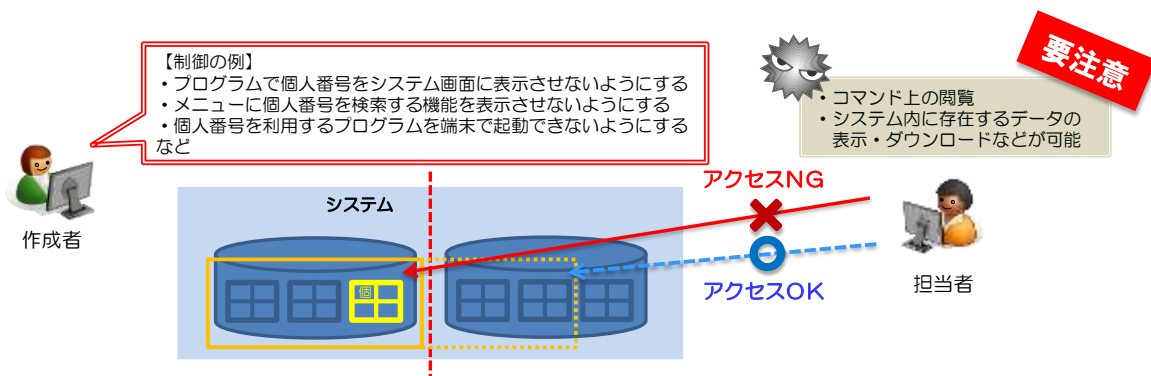 【制御の例】
・プログラムで個人番号をシステム画面に表示させないようにする
・メニューに個人番号を検索する機能を表示させないようにする
・個人番号を利用するプログラムを端末で起動できないようにする
など
要注意
・コマンド上の閲覧
・システム内に存在するデータの
表示・ダウンロードなどが可能
作成者
システム
個
アクセスNG
アクセスOK
担当者